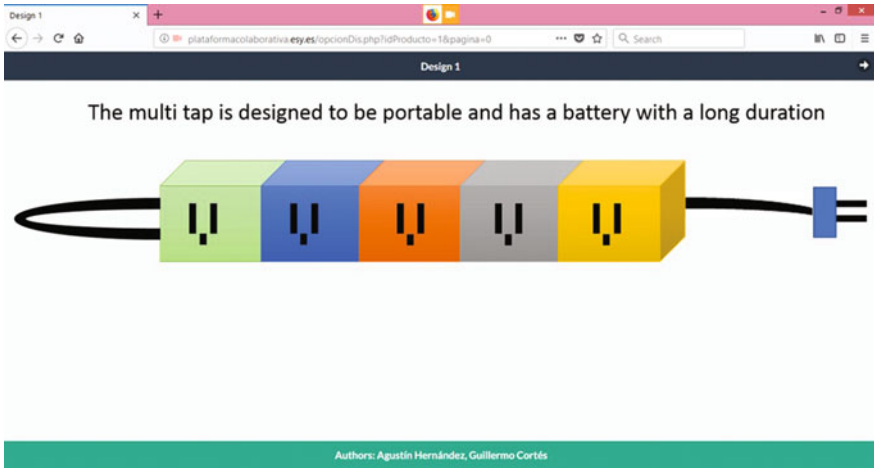 Design 1
plataformacolaborativa.esy.es/opcionDis.php?idProducto=1&pagina=0
Search
Design 1
The multi tap is designed to be portable and has a battery with a long duration
Authors: Agustín Hernández, Guillermo Cortés